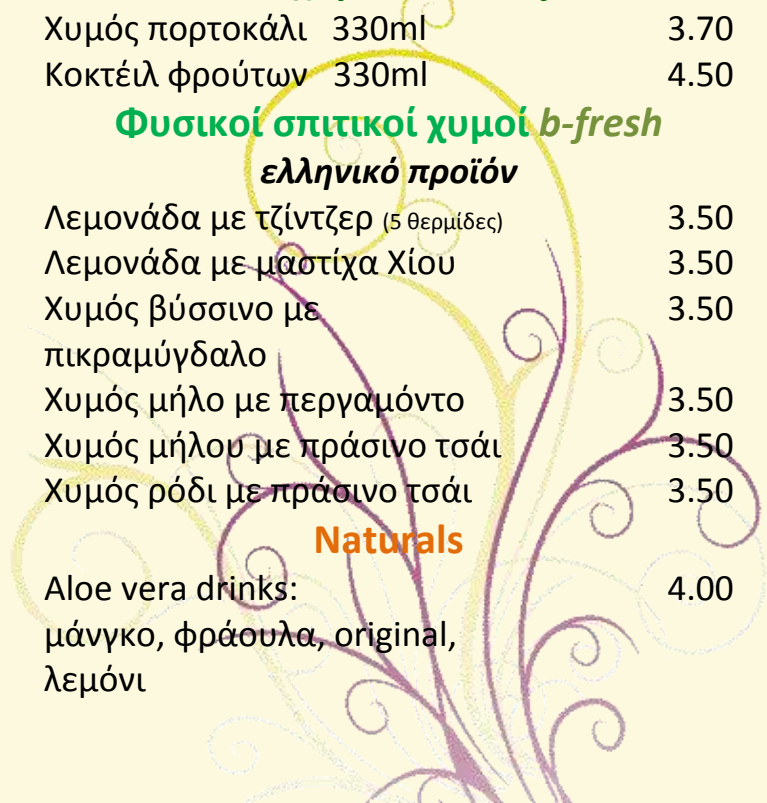 Χυμός πορτοκάλι 330ml 3.70
Κοκτέιλ φρούτων 330ml 4.50
Φυσικοί σπιτικοί χυμοί b-fresh
ελληνικό προϊόν
Λεμονάδα με τζίντζερ (5 θερμίδες) 3.50
Λεμονάδα με μαστίχα Χίου 3.50
Χυμός βύσσινο με 3.50
πικραμύγδαλο
Χυμός μήλο με περγαμόντο 3.50
Χυμός μήλου με πράσινο τσάι 3.50
Χυμός ρόδι με πράσινο τσάι 3.50
Naturals
Aloe vera drinks: 4.00
μάνγκο, φράουλα, original,
λεμόνι